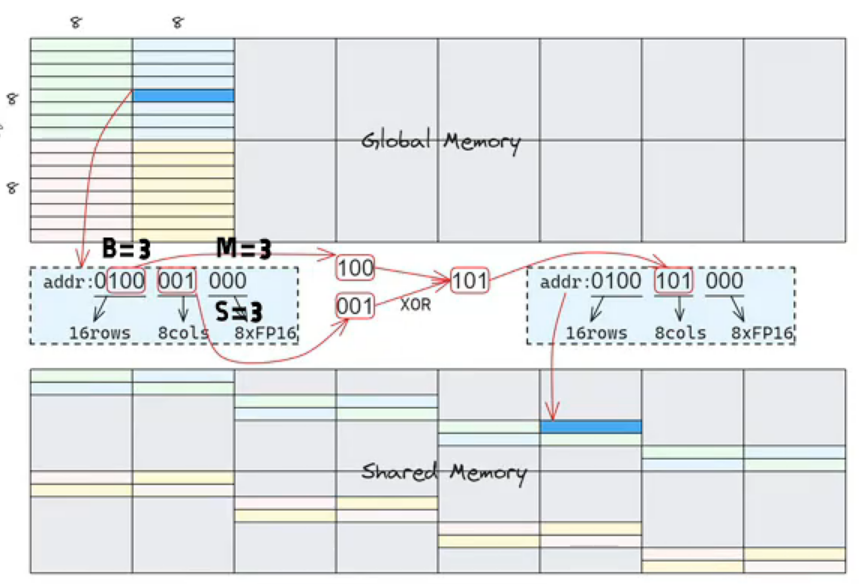 8 8
8
Global Memory
8
B=3 M=3
addr:0100 001 000
S=3
16rows 8cols 8xFP16
100
001
XOR
101
addr:0100 101 000
16rows 8cols 8xFP16
Shared Memory